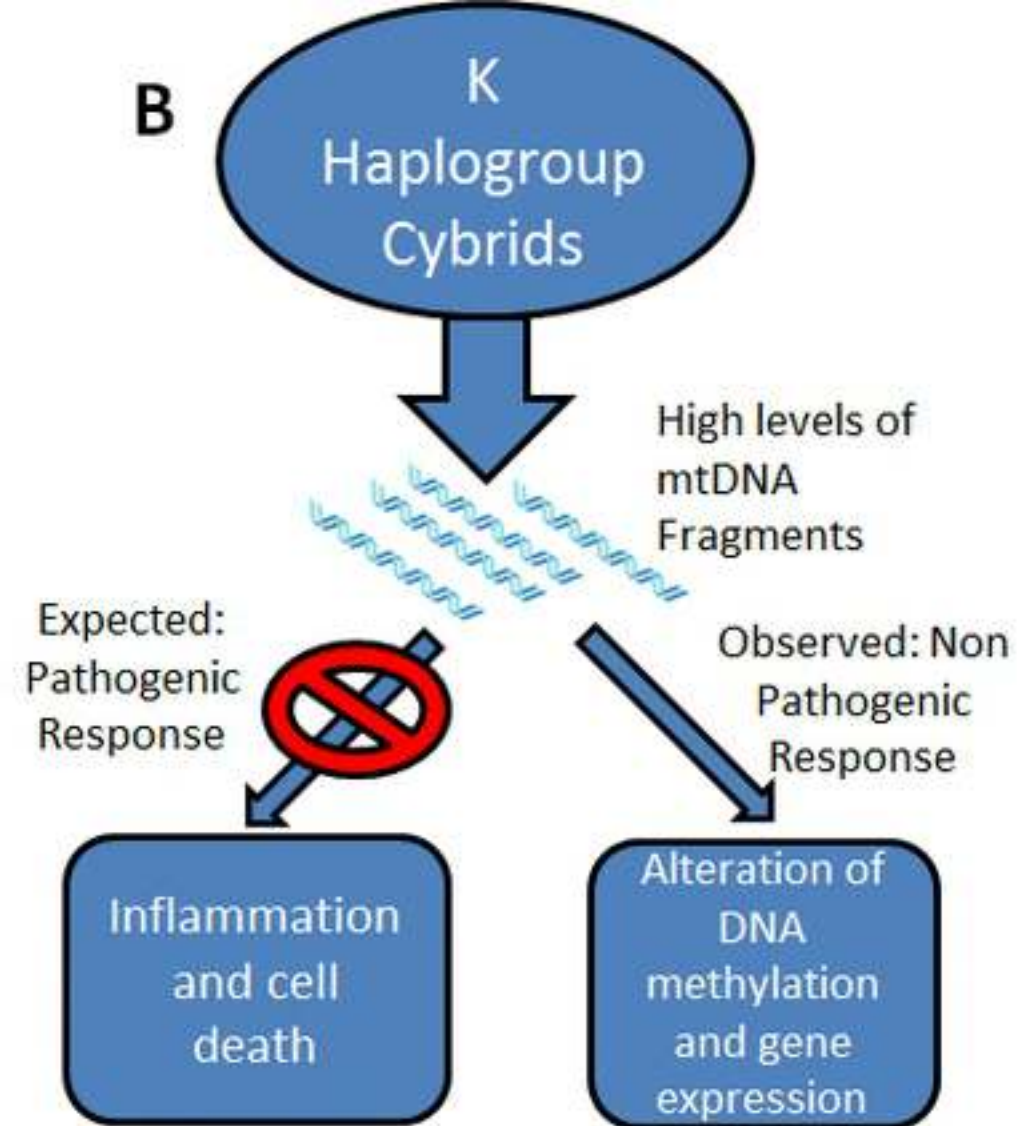 B
K
Haplogroup
Cybrids
High levels of
mtDNA
Fragments
Expected:
Pathogenic
Response
Observed: Non
Pathogenic
Response
Inflammation
and cell
death
Alteration of
DNA
methylation
and gene
expression